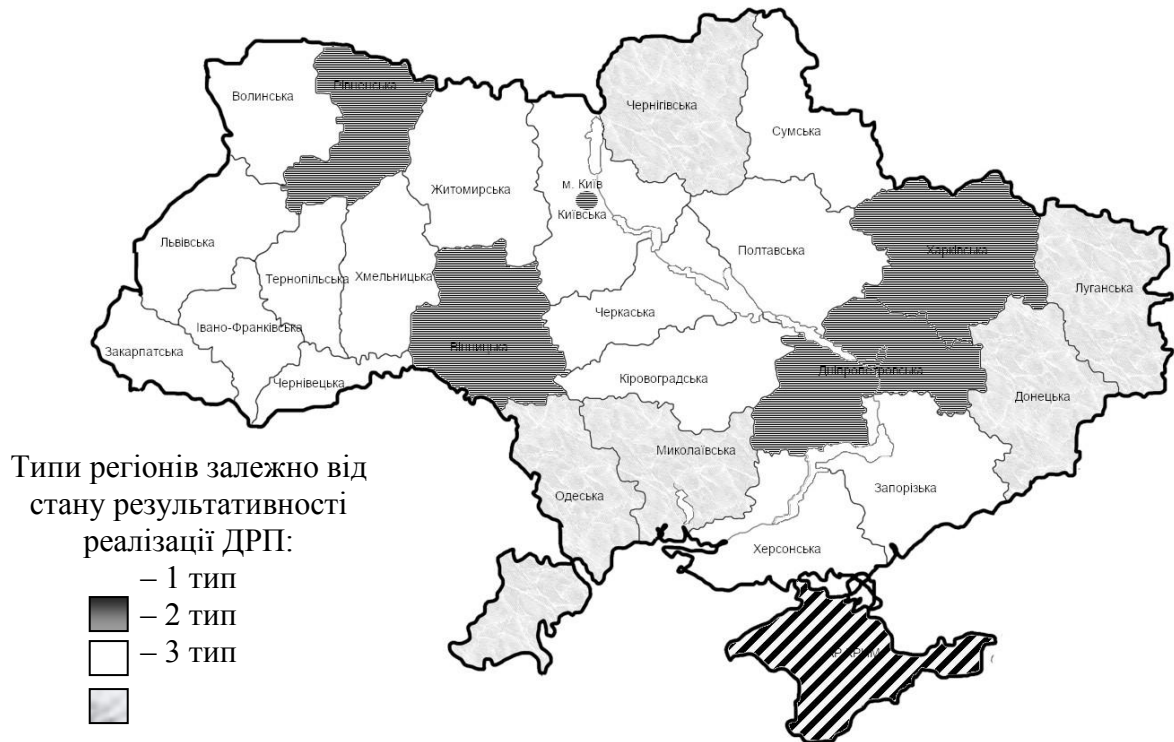 Волинська
Рівненська
Чернігівська
Сумська
Житомирська
м. Київ
Київська
Львівська
Тернопільська
Хмельницька
Полтавська
Харківська
Луганська
Івано-Франківська
Черкаська
Закарпатська
Вінницька
Чернівецька
Кіровоградська
Дніпропетровська
Донецька
Миколаївська
Одеська
Запорізька
Херсонська
Типи регіонів залежно від
стану результативності
реалізації ДРП:
– 1 тип
– 2 тип
– 3 тип